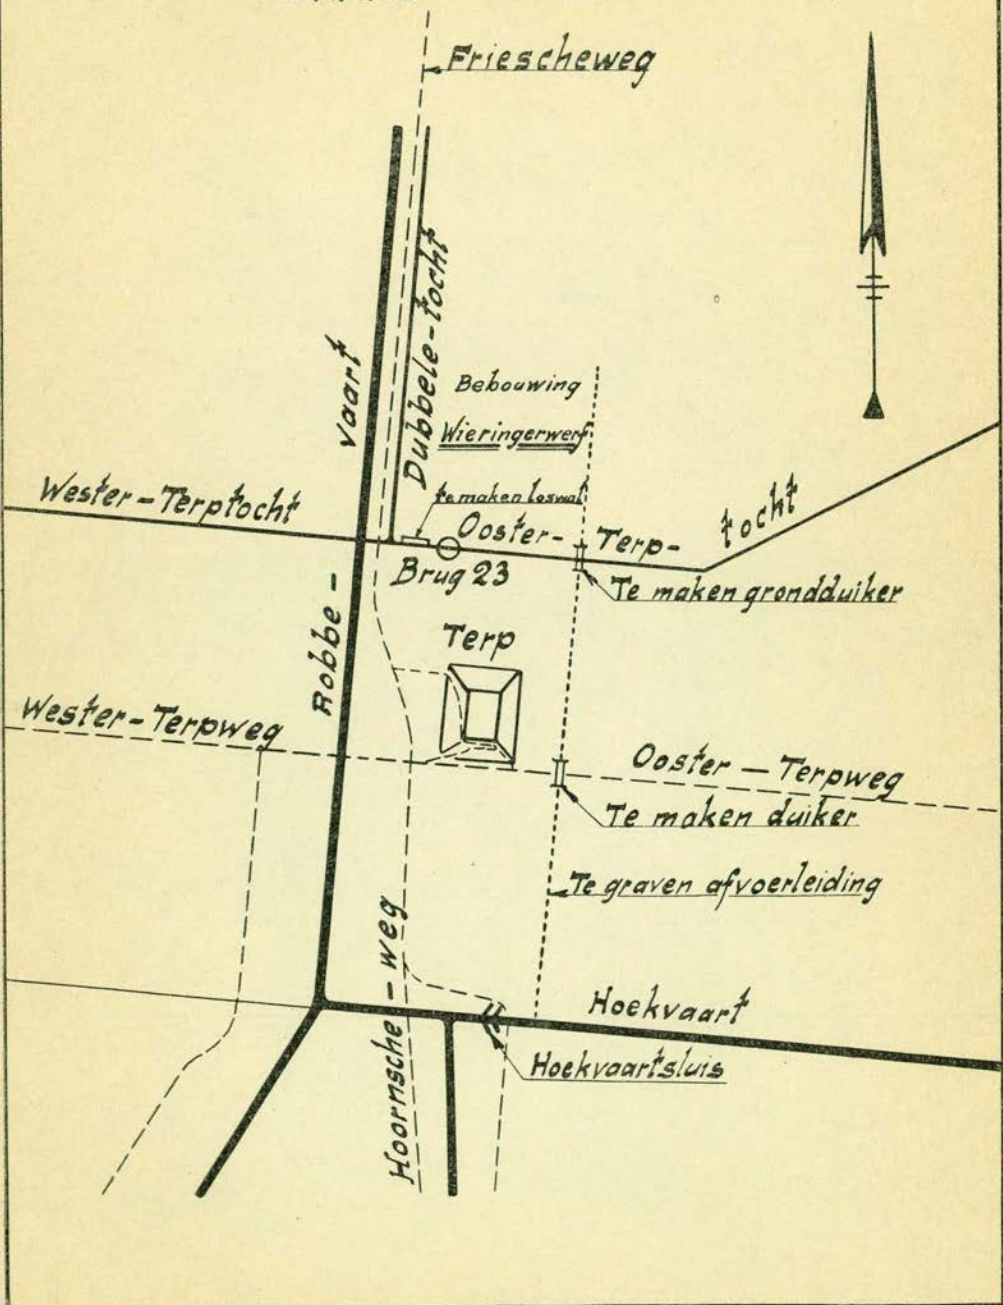 Friescheweg
Dubbele-tocht
vaart
Bebouwing
Wieringerwerf
te maken loswal
Wester-Terptocht
Ooster- Terp- tocht
Brug 23
Te maken grondduiker
Robbe-
Terp
Wester-Terpweg
Ooster-Terpweg
Te maken duiker
Te graven afvoerleiding
Hoornsche-weg
Hoekvaart
Hoekvaartsluis